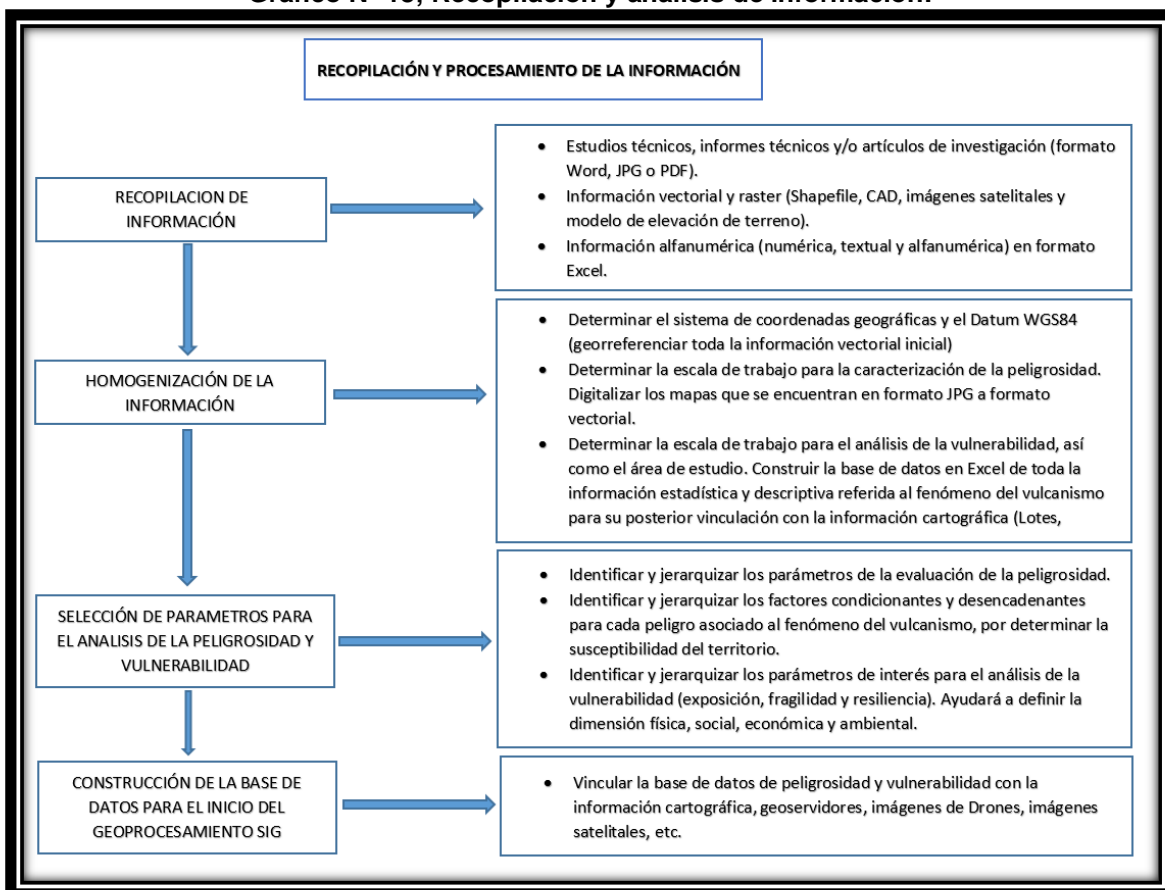 RECOPILACIÓN Y PROCESAMIENTO DE LA INFORMACIÓN
RECOPILACION DE
INFORMACIÓN
• Estudios técnicos, informes técnicos y/o artículos de investigación (formato
Word, JPG o PDF).
• Información vectorial y raster (Shapefile, CAD, imágenes satelitales y
modelo de elevación de terreno).
• Información alfanumérica (numérica, textual y alfanumérica) en formato
Excel.
HOMOGENIZACIÓN DE LA
INFORMACIÓN
• Determinar el sistema de coordenadas geográficas y el Datum WGS84
(georreferenciar toda la información vectorial inicial)
• Determinar la escala de trabajo para la caracterización de la peligrosidad.
Digitalizar los mapas que se encuentran en formato JPG a formato
vectorial.
• Determinar la escala de trabajo para el análisis de la vulnerabilidad, así
como el área de estudio. Construir la base de datos en Excel de toda la
información estadística y descriptiva referida al fenómeno del vulcanismo
para su posterior vinculación con la información cartográfica (Lotes,
SELECCIÓN DE PARAMETROS PARA
EL ANALISIS DE LA PELIGROSIDAD Y
VULNERABILIDAD
• Identificar y jerarquizar los parámetros de la evaluación de la peligrosidad.
• Identificar y jerarquizar los factores condicionantes y desencadenantes
para cada peligro asociado al fenómeno del vulcanismo, por determinar la
susceptibilidad del territorio.
• Identificar y jerarquizar los parámetros de interés para el análisis de la
vulnerabilidad (exposición, fragilidad y resiliencia). Ayudará a definir la
dimensión física, social, económica y ambiental.
CONSTRUCCIÓN DE LA BASE DE
DATOS PARA EL INICIO DEL
GEOPROCESAMIENTO SIG
• Vincular la base de datos de peligrosidad y vulnerabilidad con la
información cartográfica, geoservidores, imágenes de Drones, imágenes
satelitales, etc.